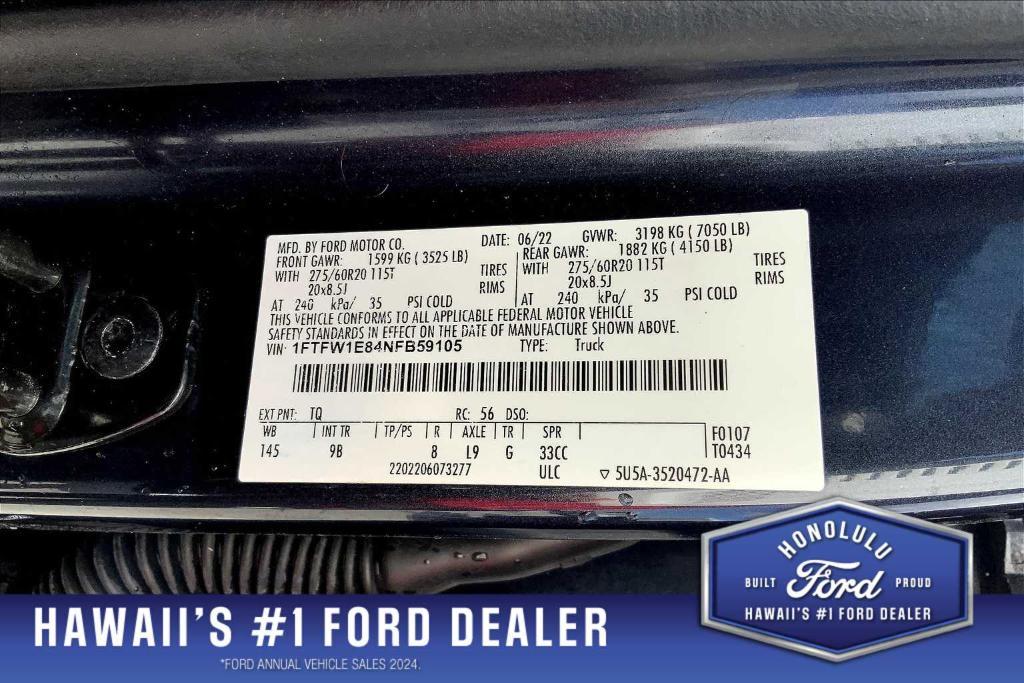 MFD. BY FORD MOTOR CO. DATE: 06/22 GVWR: 3198 KG ( 7050 LB)
FRONT GAWR: 1599 KG ( 3525 LB) REAR GAWR: 1882 KG ( 4150 LB)
WITH 275/60R20 115T TIRES WITH 275/60R20 115T TIRES
20x8.5J RIMS 20x8.5J RIMS
AT 240 kPa/ 35 PSI COLD AT 240 kPa/ 35 PSI COLD
THIS VEHICLE CONFORMS TO ALL APPLICABLE FEDERAL MOTOR VEHICLE
SAFETY STANDARDS IN EFFECT ON THE DATE OF MANUFACTURE SHOWN ABOVE.
VIN: 1FTFW1E84NFB59105 TYPE: Truck
EXT PNT: TQ RC: 56 DSO:
WB INT TR TP/PS R AXLE TR SPR F0107
145 9B 8 L9 G 33CC T0434
2202206073277 ULC ▽ 5U5A-3520472-AA
HONOLULU
BUILT Ford PROUD
HAWAII'S #1 FORD DEALER
HAWAII'S #1 FORD DEALER
*FORD ANNUAL VEHICLE SALES 2024.